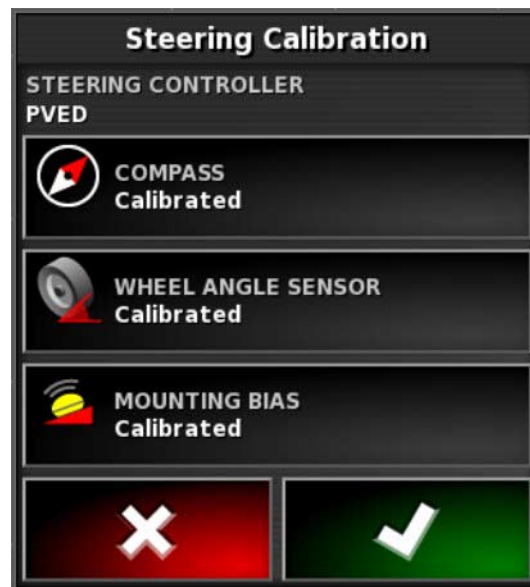 Steering Calibration
STEERING CONTROLLER
PVED
COMPASS
Calibrated
WHEEL ANGLE SENSOR
Calibrated
MOUNTING BIAS
Calibrated